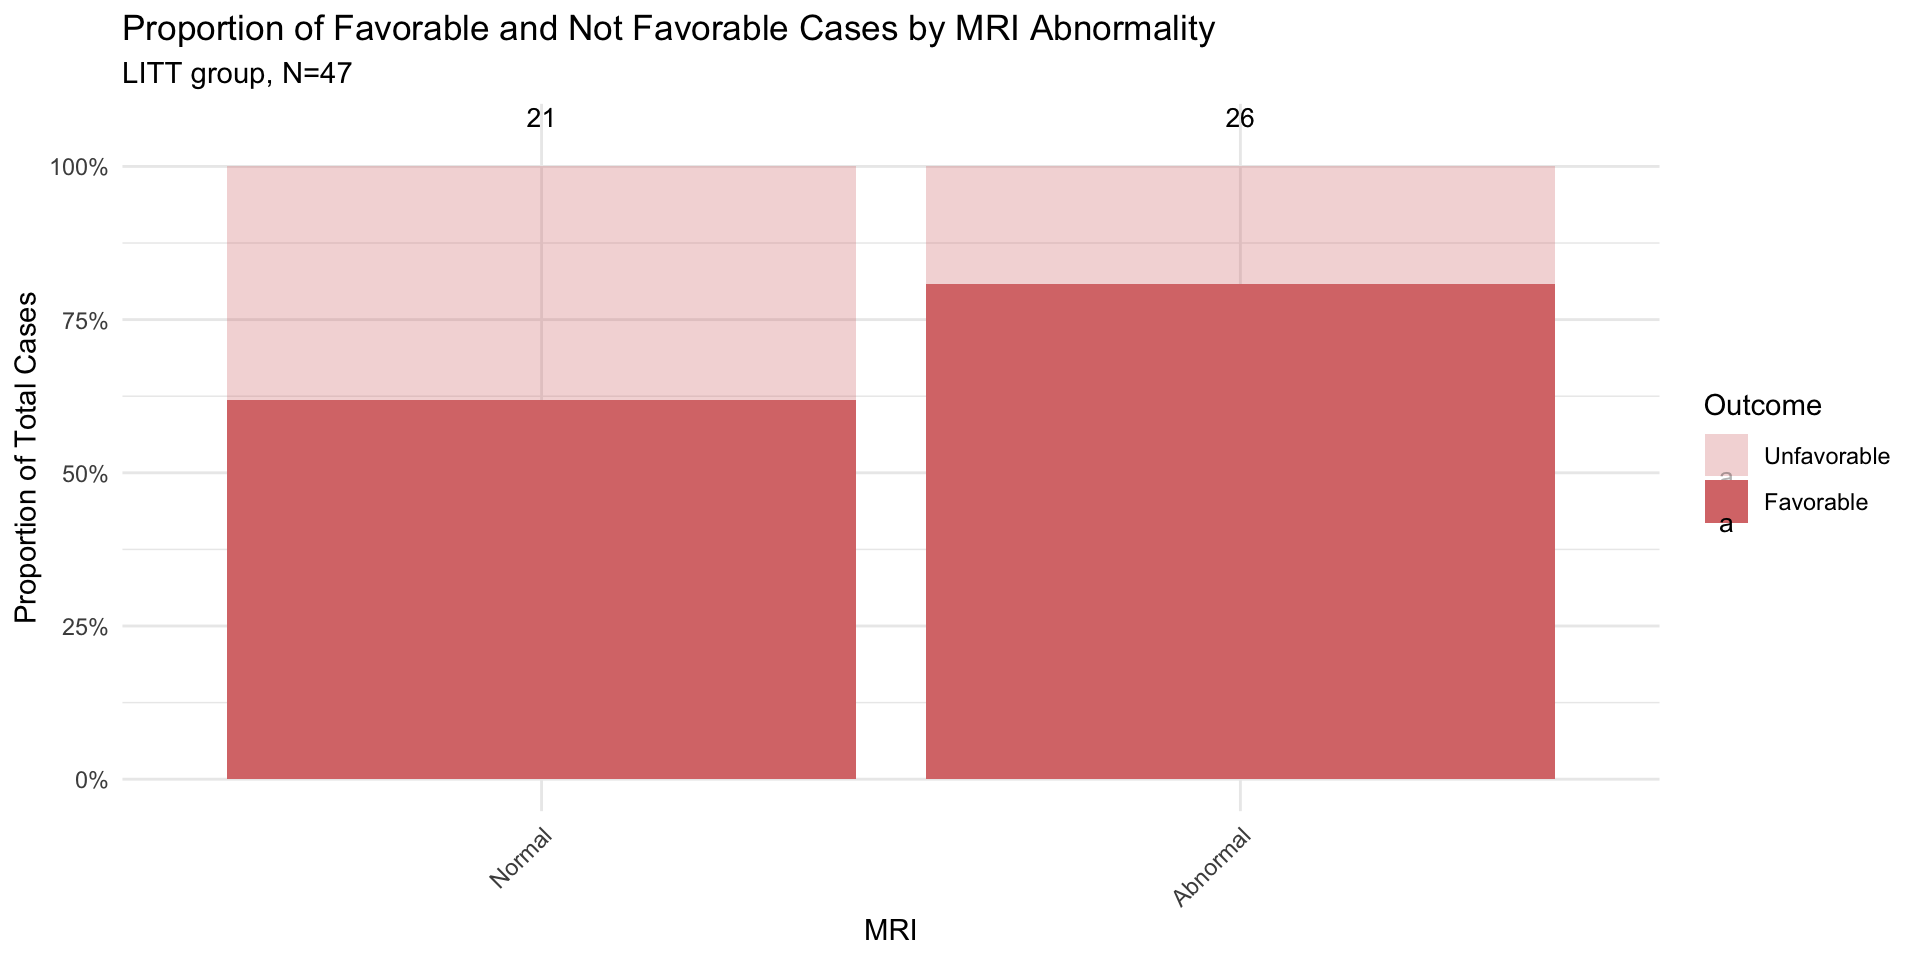 Proportion of Favorable and Not Favorable Cases by MRI Abnormality
LITT group, N=47
21
26
100%
75%
50%
25%
0%
Proportion of Total Cases
Normal
Abnormal
MRI
Outcome
a
Unfavorable
a
Favorable